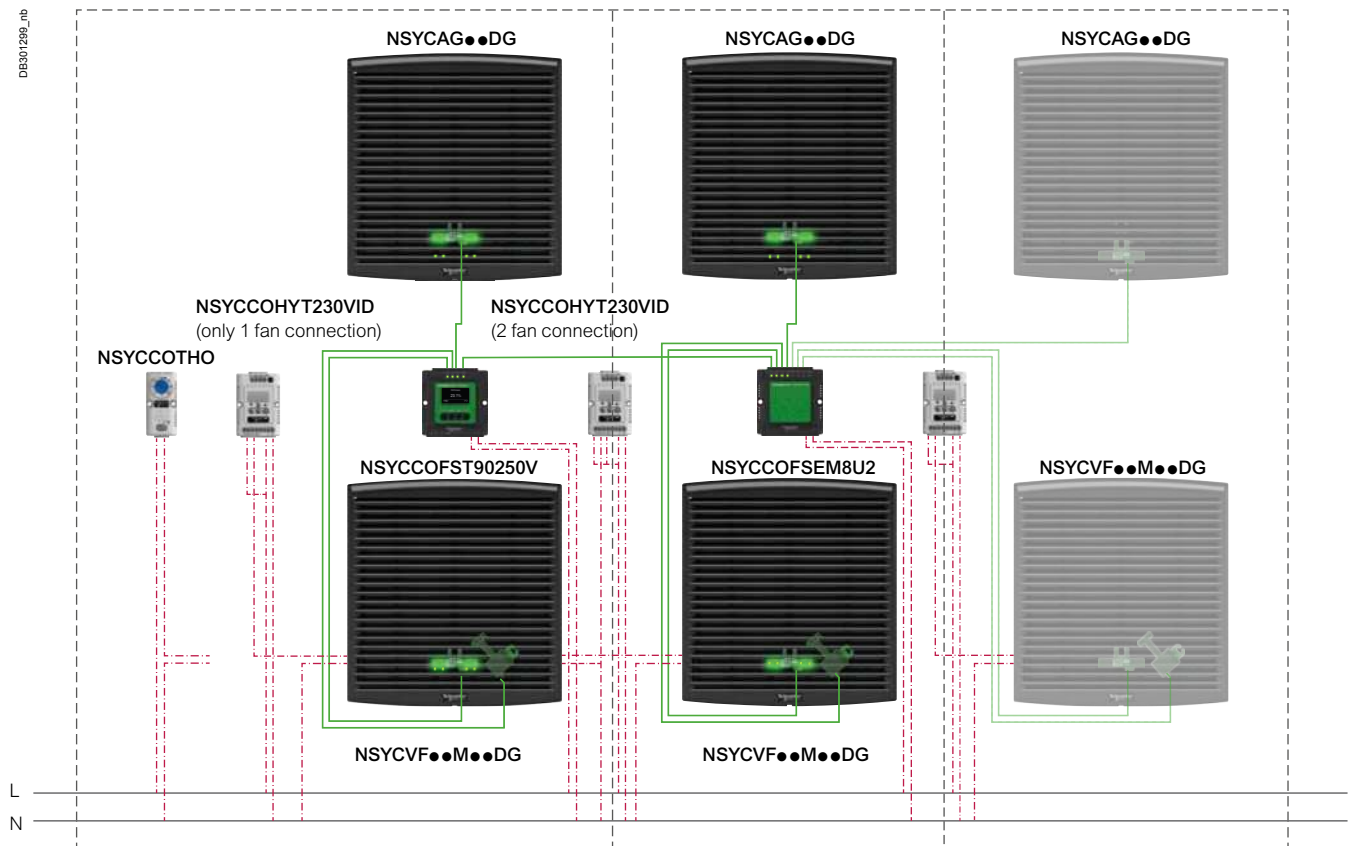 DB301299_nb
NSYCAG●●DG
NSYCAG●●DG
NSYCAG●●DG
NSYCCOHYT230VID
(only 1 fan connection)
NSYCCOHYT230VID
(2 fan connection)
NSYCCOTHO
NSYCCOFST90250V
NSYCCOFSEM8U2
NSYCVF●●M●●DG
NSYCVF●●M●●DG
NSYCVF●●M●●DG
L
N